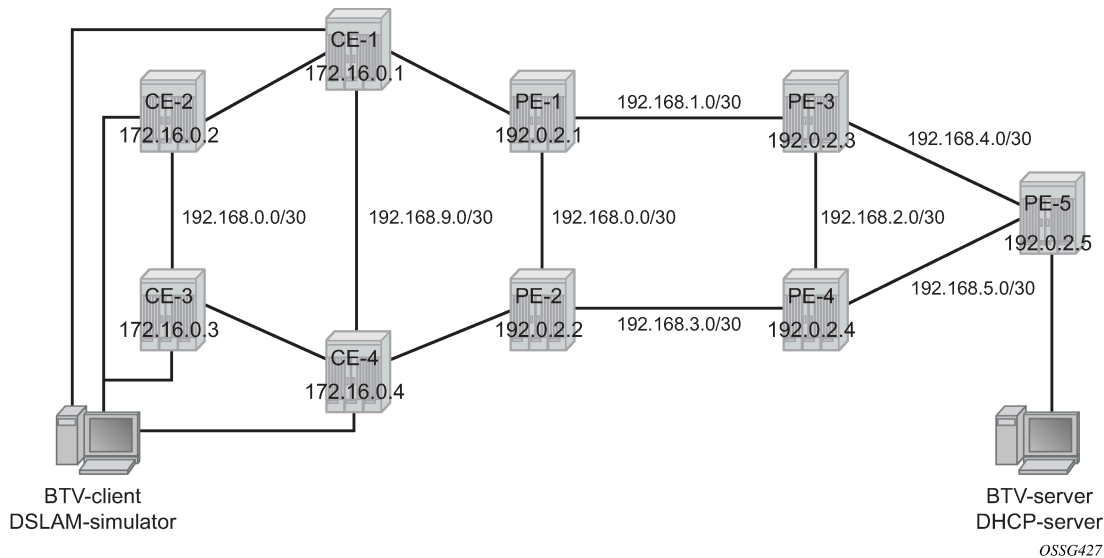 CE-1
172.16.0.1
CE-2
172.16.0.2
PE-1
192.0.2.1
192.168.1.0/30
PE-3
192.0.2.3
192.168.4.0/30
PE-5
192.0.2.5
192.168.0.0/30
192.168.9.0/30
192.168.0.0/30
192.168.2.0/30
CE-3
172.16.0.3
CE-4
172.16.0.4
PE-2
192.0.2.2
192.168.3.0/30
PE-4
192.0.2.4
192.168.5.0/30
BTV-client
DSLAM-simulator
BTV-server
DHCP-server
OSSG427